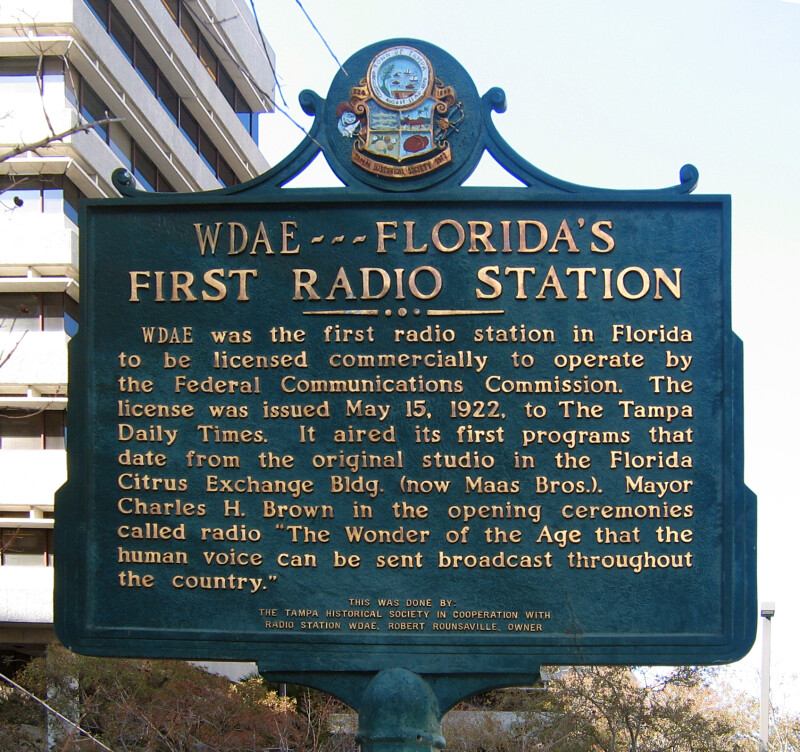 TAMPA HISTORICAL SOCIETY INC
WDAE---FLORIDA'S
FIRST RADIO STATION
WDAE was the first radio station in Florida
to be licensed commercially to operate by
the Federal Communications Commission. The
license was issued May 15, 1922, to The Tampa
Daily Times. It aired its first programs that
date from the original studio in the Florida
Citrus Exchange Bldg. (now Maas Bros.). Mayor
Charles H. Brown in the opening ceremonies
called radio "The Wonder of the Age that the
human voice can be sent broadcast throughout
the country."
THIS WAS DONE BY:
THE TAMPA HISTORICAL SOCIETY IN COOPERATION WITH
RADIO STATION WDAE, ROBERT ROUNSAVILLE, OWNER